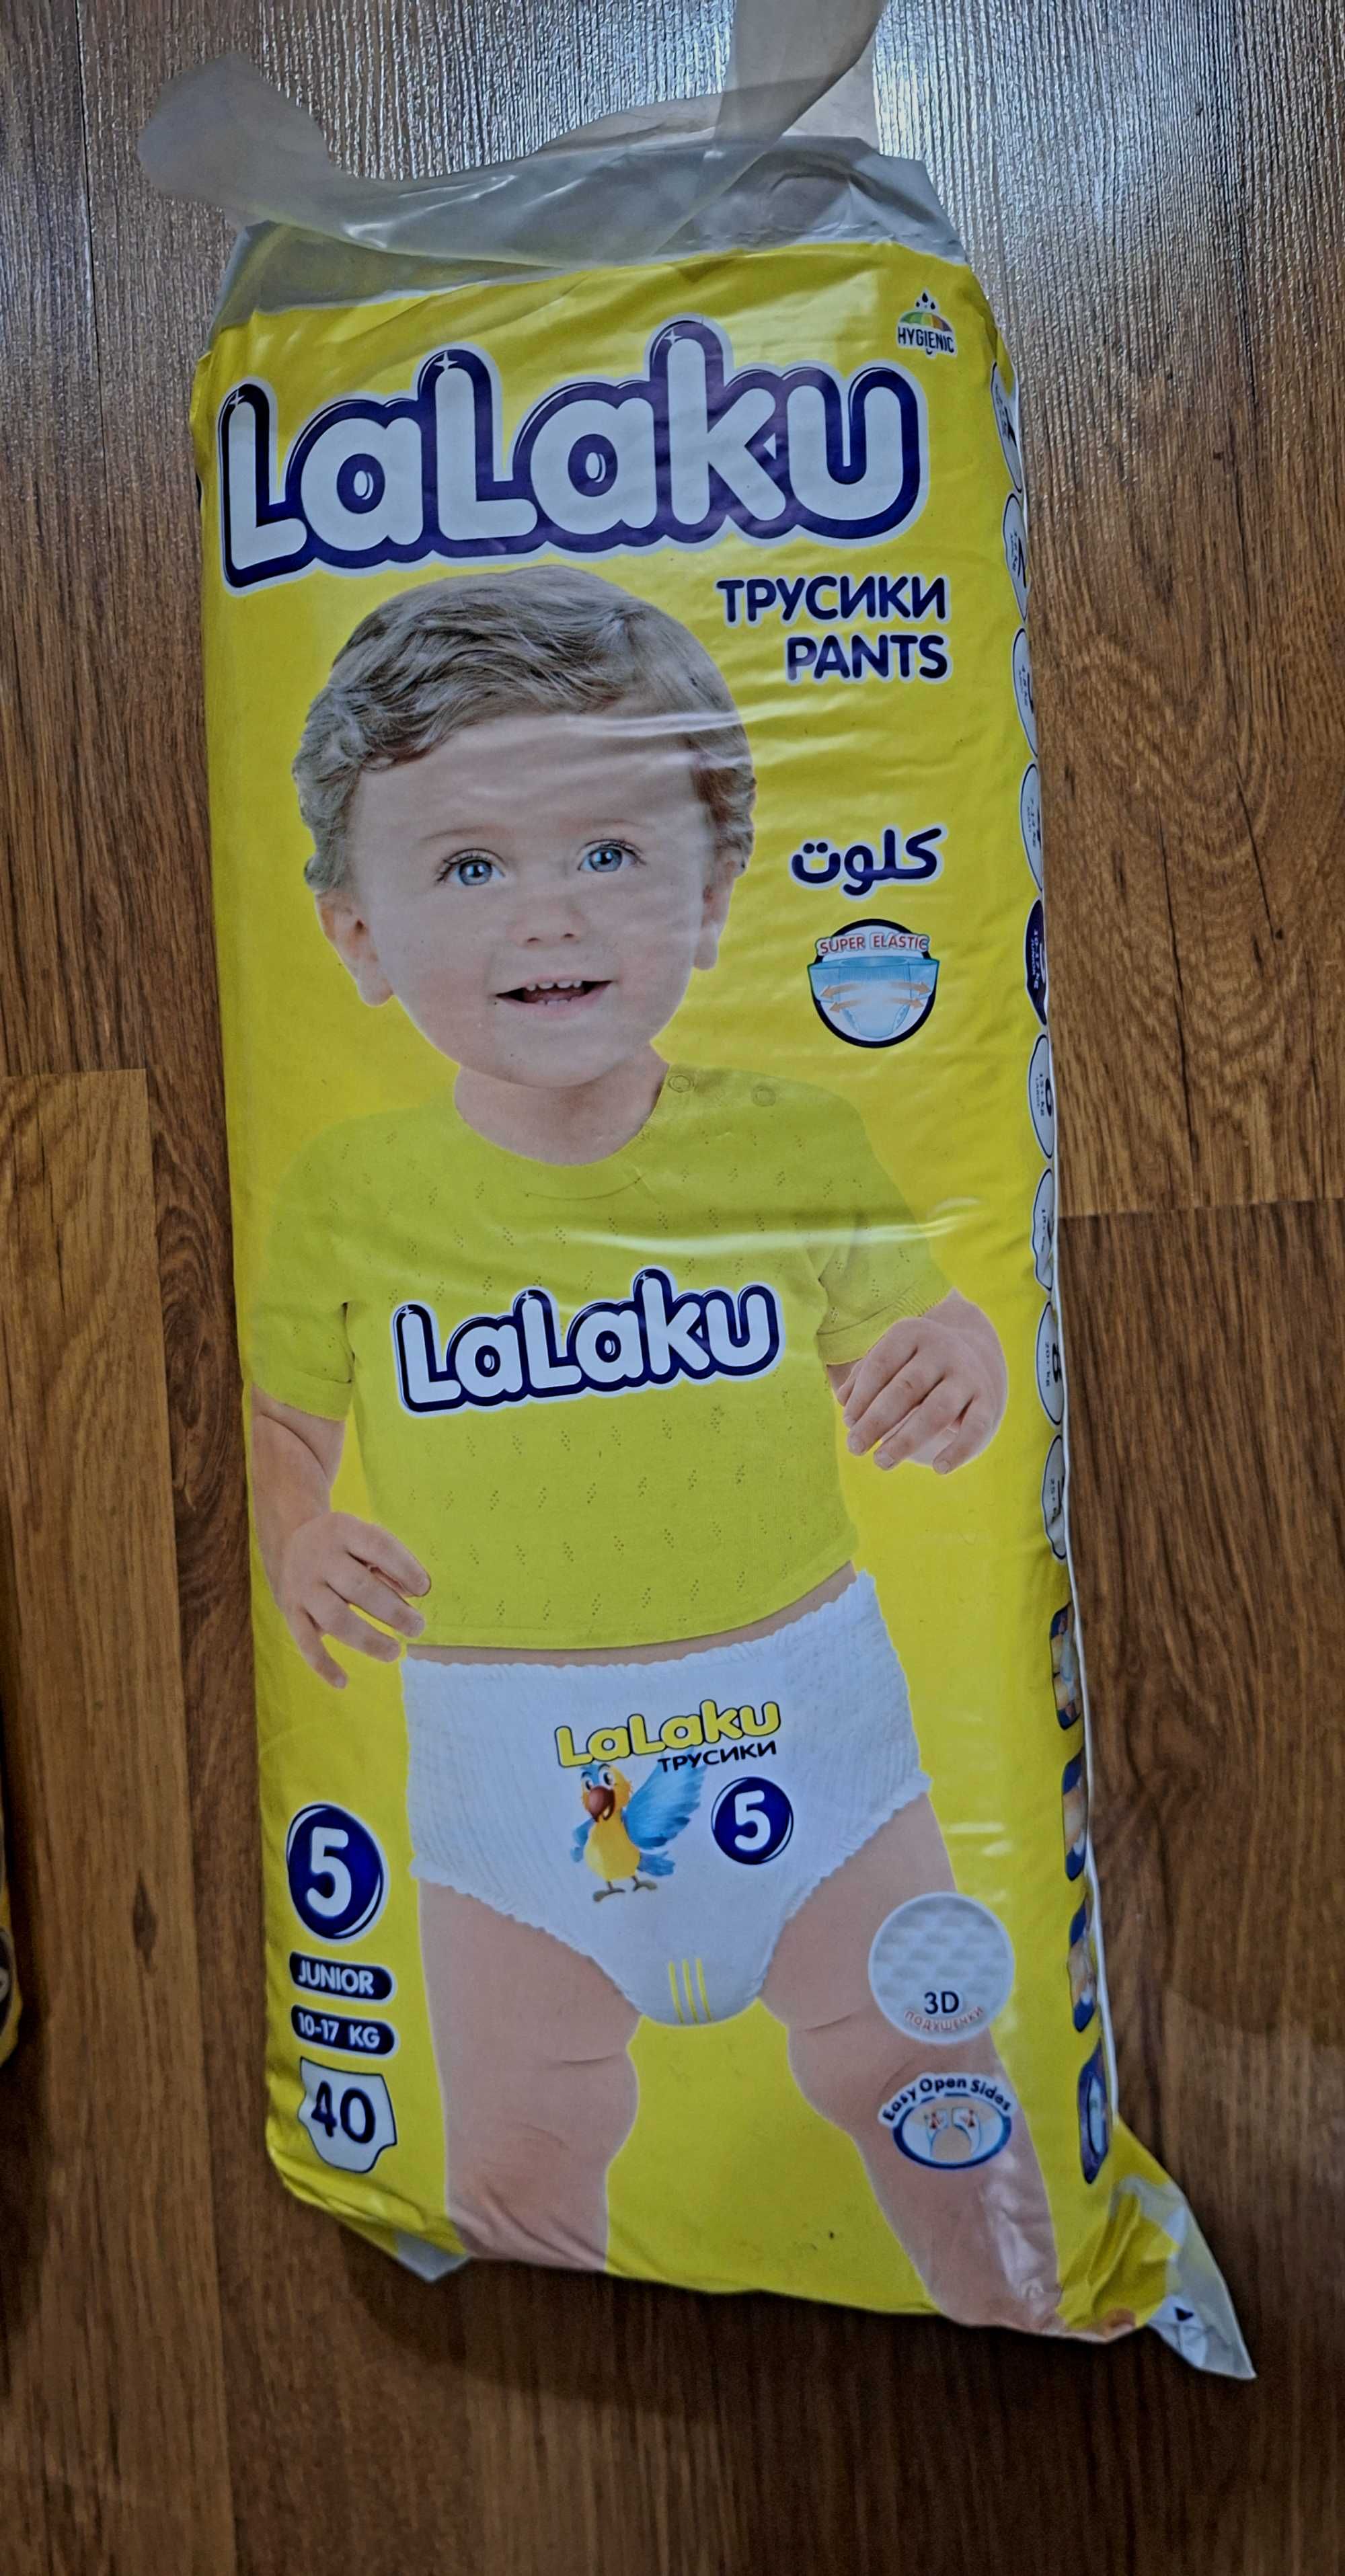 HYGIENIC
LaLaku
ТРУСИКИ
PANTS
كلوت
SUPER ELASTIC
LaLaku
LaLaku
ТРУСИКИ
5
5
JUNIOR
10-17 KG
40
3D
ПОДУШЕЧКИ
Easy Open Sides